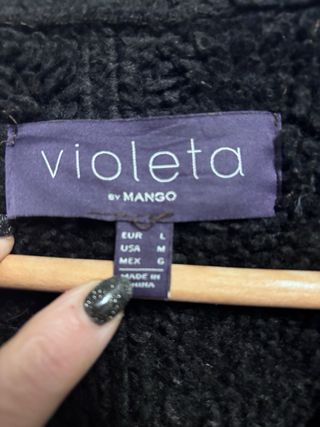 violeta
BY MANGO
EUR L
USA M
MEX G
MADE IN
CHINA